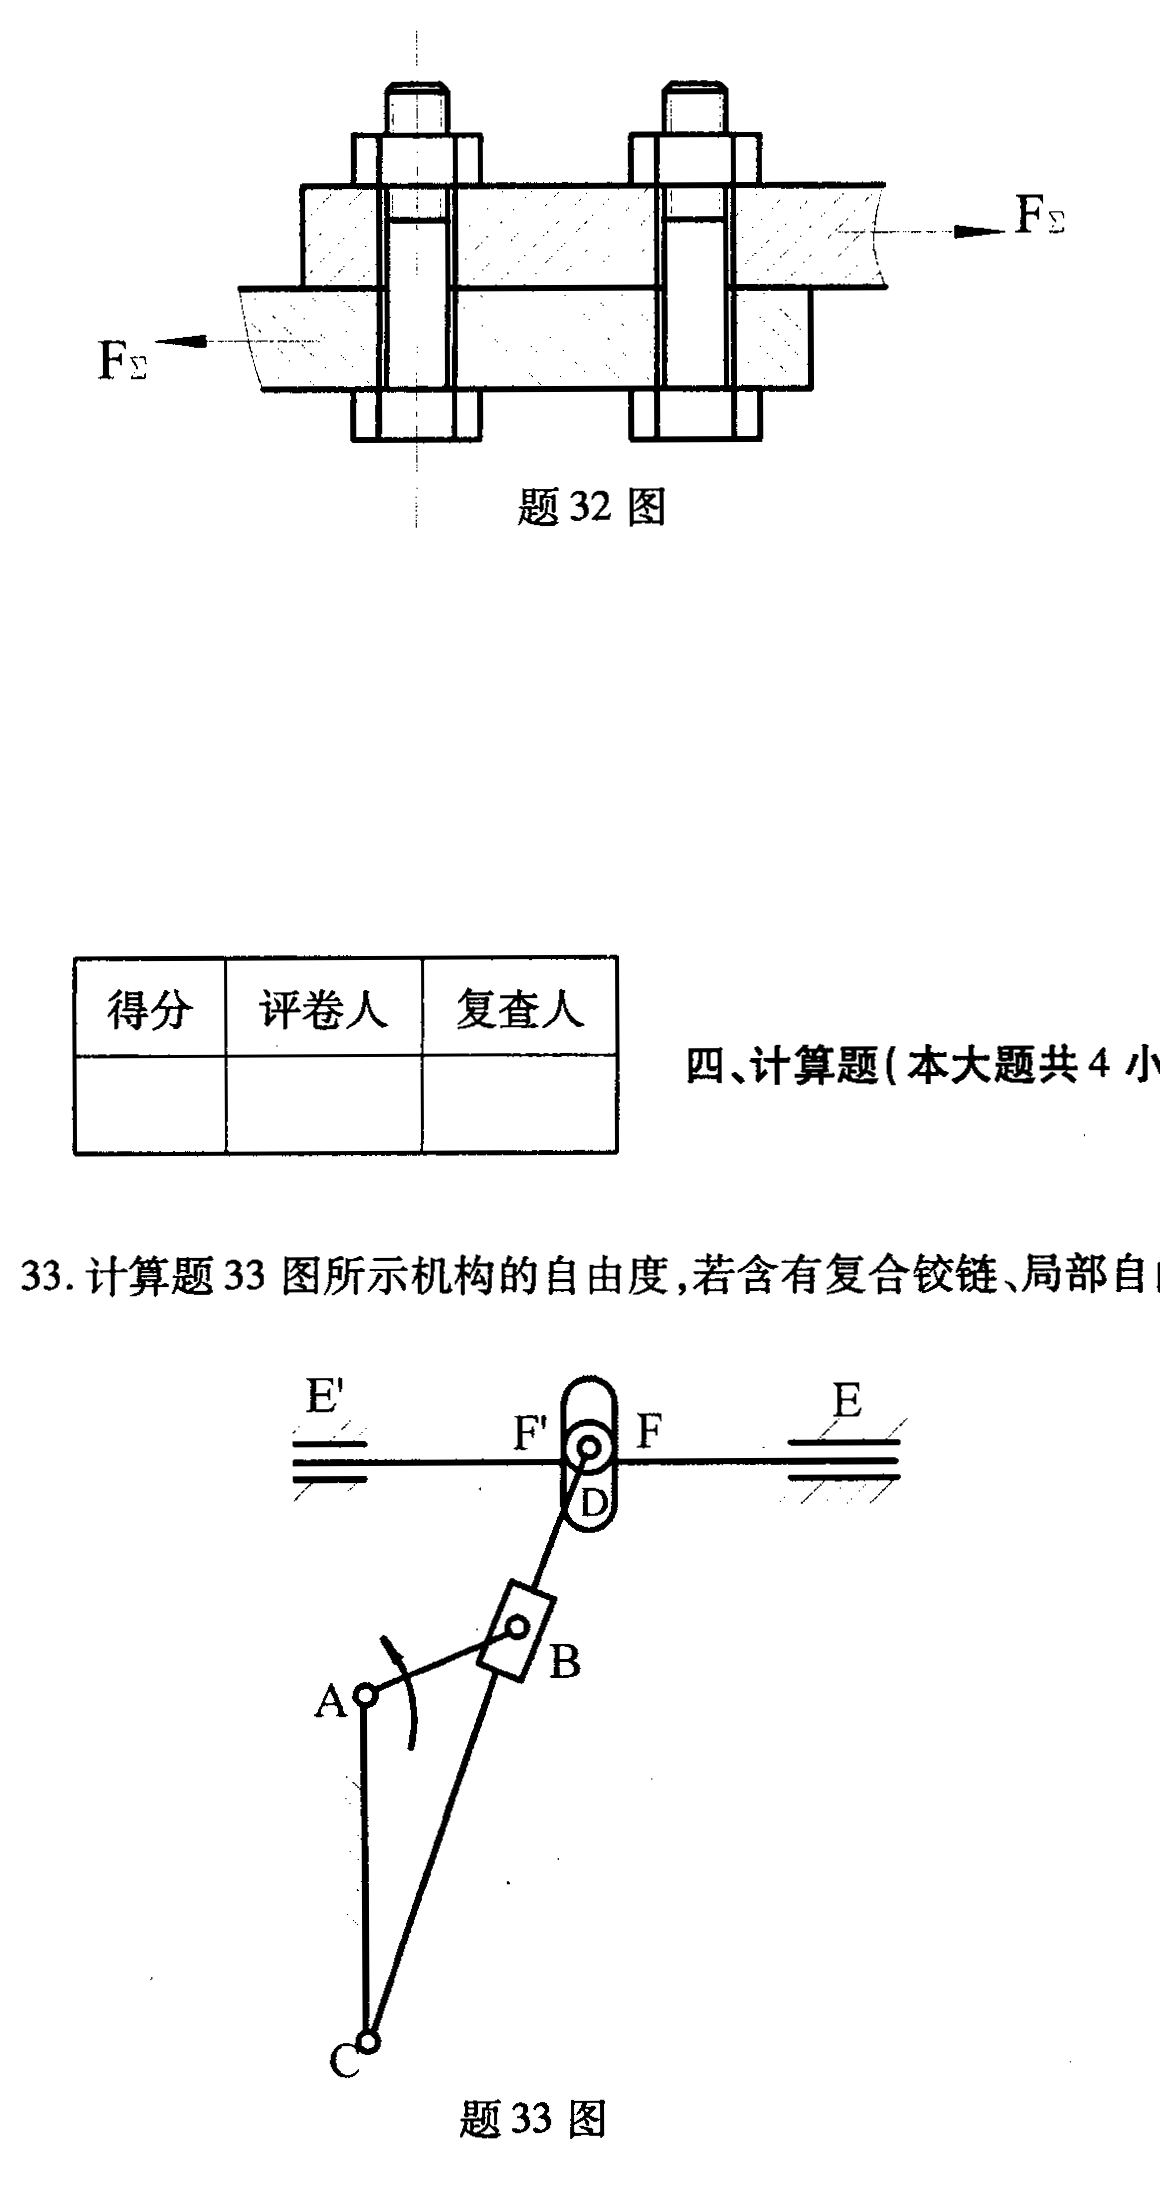 FΣ
FΣ
题 32 图
得分 评卷人 复查人
四、计算题(本大题共 4 小
33. 计算题 33 图所示机构的自由度,若含有复合铰链、局部自
E' F' F E
D
B
A
C
题 33 图